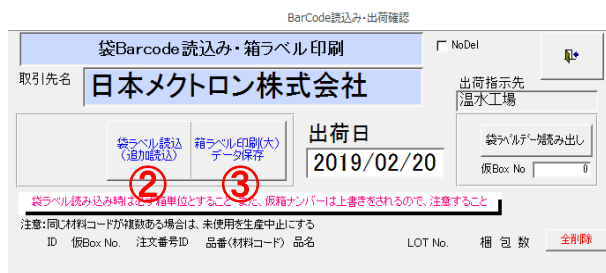 BarCode読込み・出荷確認
袋Barcode読込み・箱ラベル印刷
NoDel
取引先名
日本メクトロン株式会社
出荷指示先
温水工場
袋ラベル読込
(追加読込)
箱ラベル印刷(大)
データ保存
出荷日
2019/02/20
袋ラベルデータ読み出し
仮Box No 0
②
③
袋ラベル読み込み時は必ず箱単位とすること また、仮箱ナンバーは上書きをされるので、注意すること
注意:同じ材料コードが複数ある場合は、未使用を生産中止にする
ID 仮Box No. 注文番号ID 品番(材料コード) 品名 LOT No. 梱包数 全削除